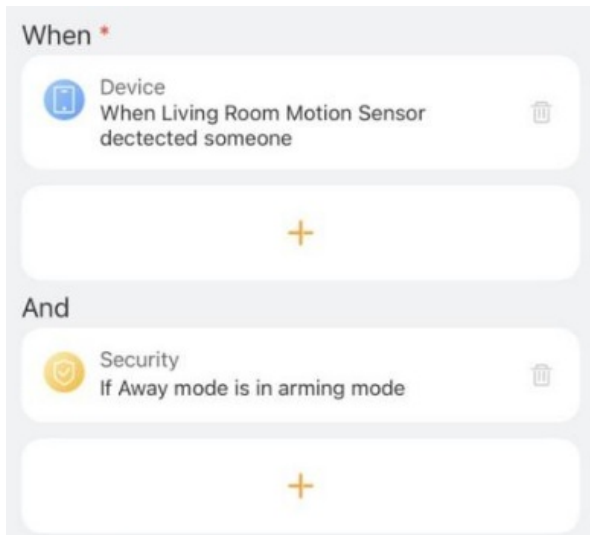 When *
Device
When Living Room Motion Sensor
dectected someone
+
And
Security
If Away mode is in arming mode
+